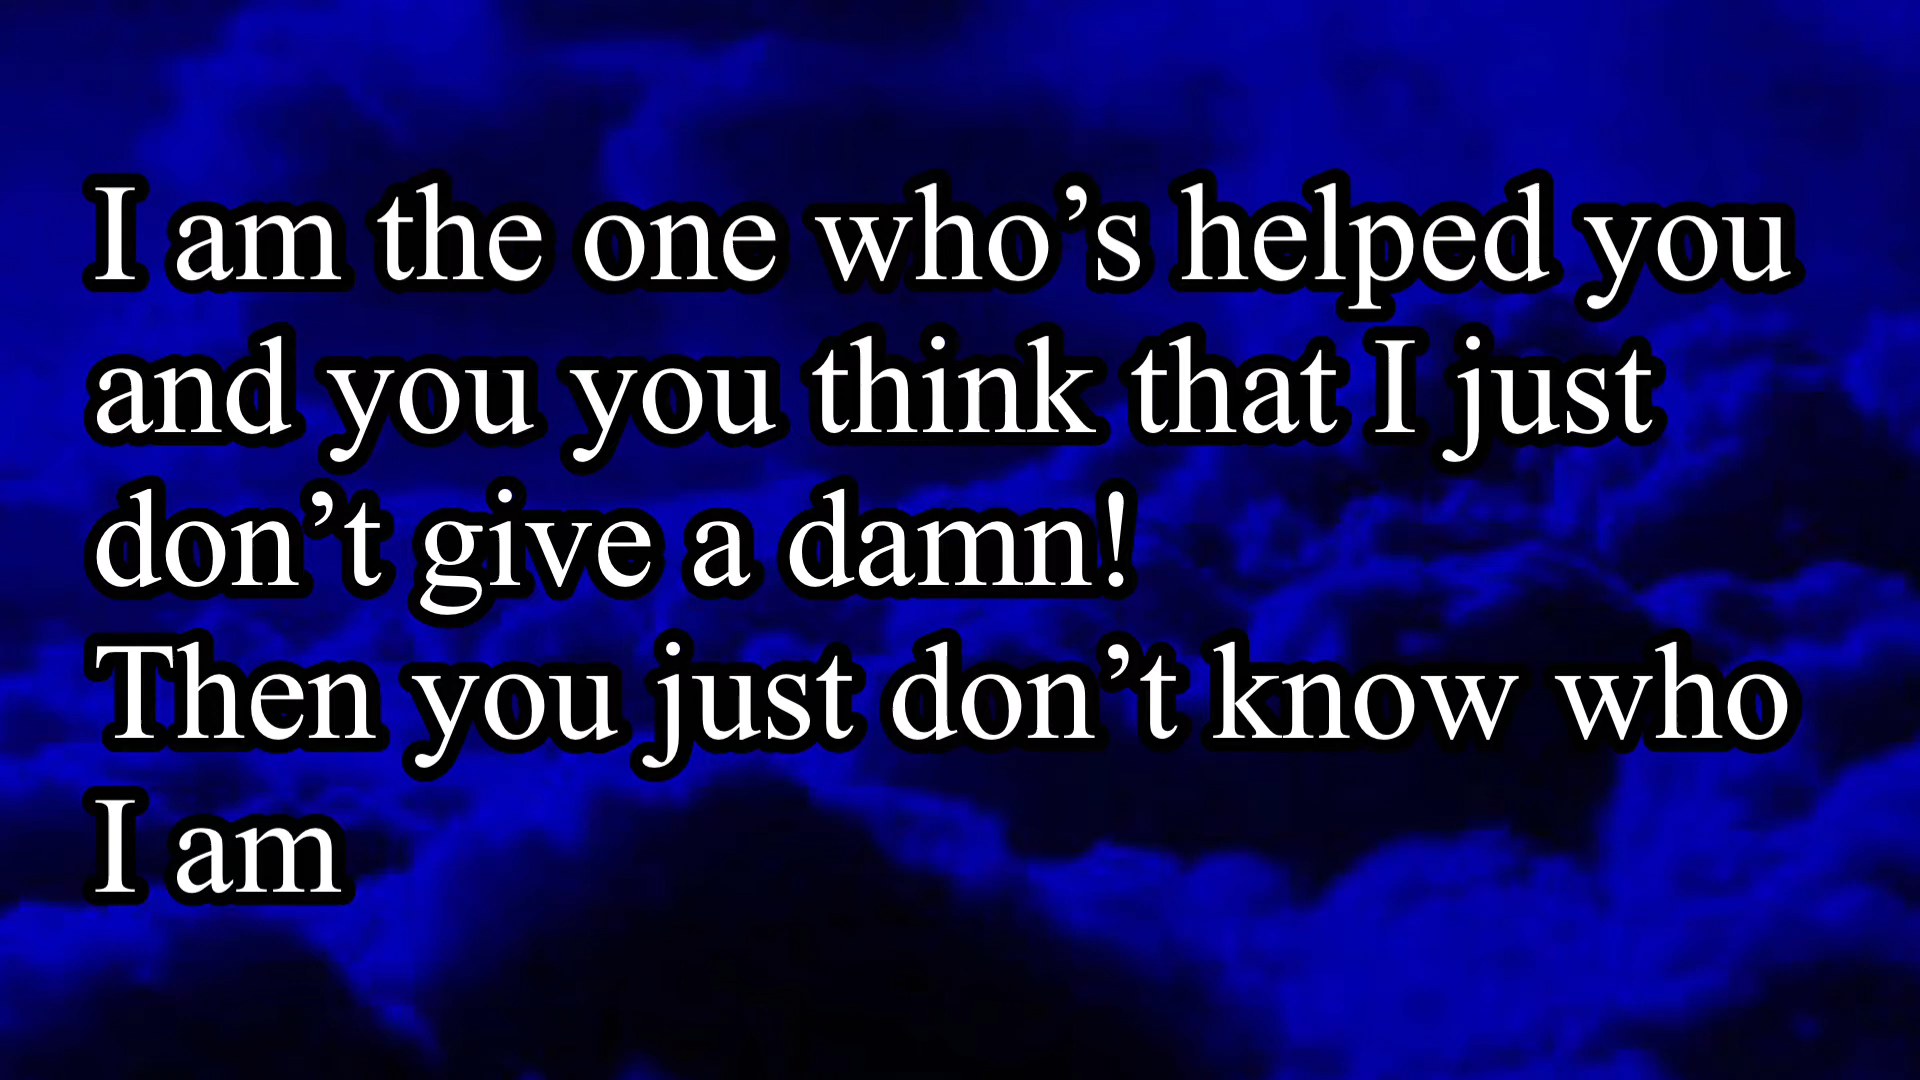 I am the one who’s helped you
and you you think that I just
don’t give a damn!
Then you just don’t know who
I am